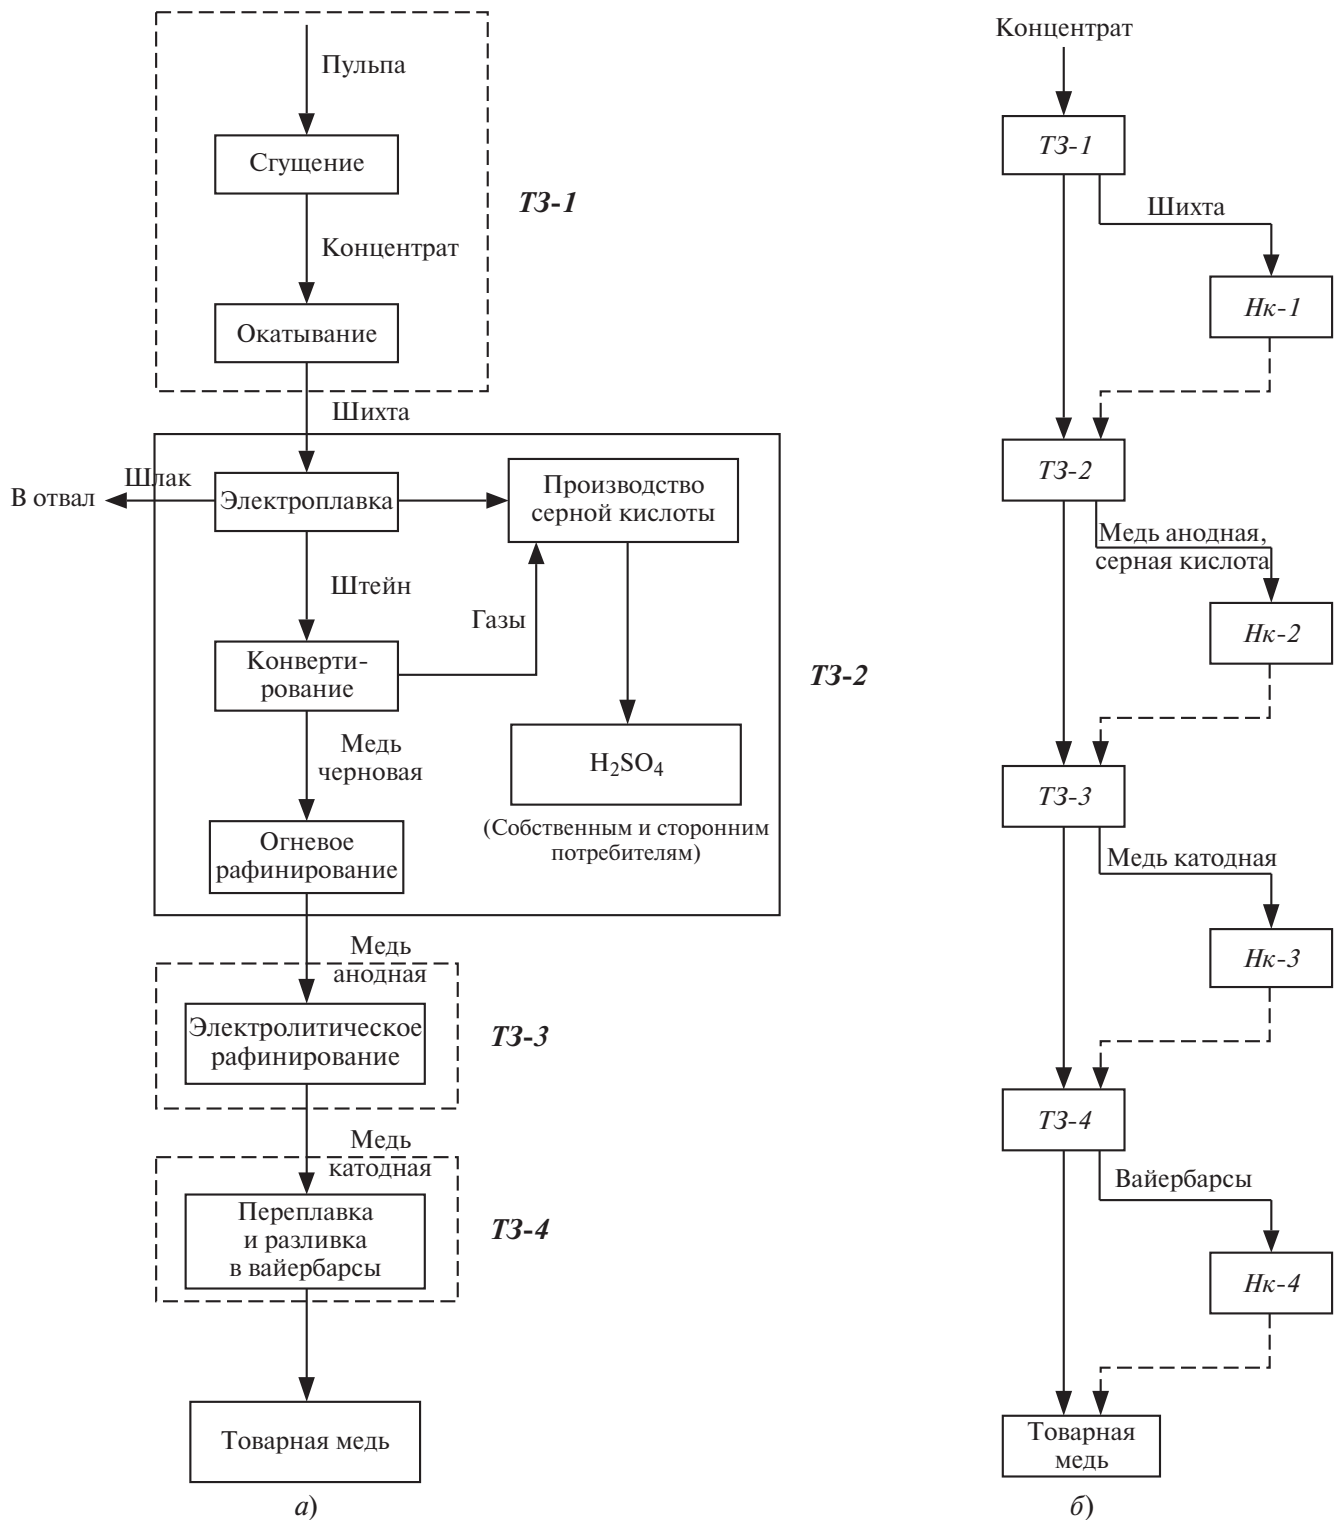 Пульпа
Сгущение
ТЗ-1
Концентрат
Окатывание
Шихта
Шлак
В отвал
Электроплавка
Производство
серной кислоты
Штейн
Газы
Конверти-
рование
ТЗ-2
Медь
черновая
H₂SO₄
(Собственным и сторонним
потребителям)
Огневое
рафинирование
Медь
анодная
Электролитическое
рафинирование
ТЗ-3
Медь
катодная
Переплавка
и разливка
в вайербарсы
ТЗ-4
Товарная медь
а)
Концентрат
ТЗ-1
Шихта
Нк-1
ТЗ-2
Медь анодная,
серная кислота
Нк-2
ТЗ-3
Медь катодная
Нк-3
ТЗ-4
Вайербарсы
Нк-4
Товарная
медь
б)